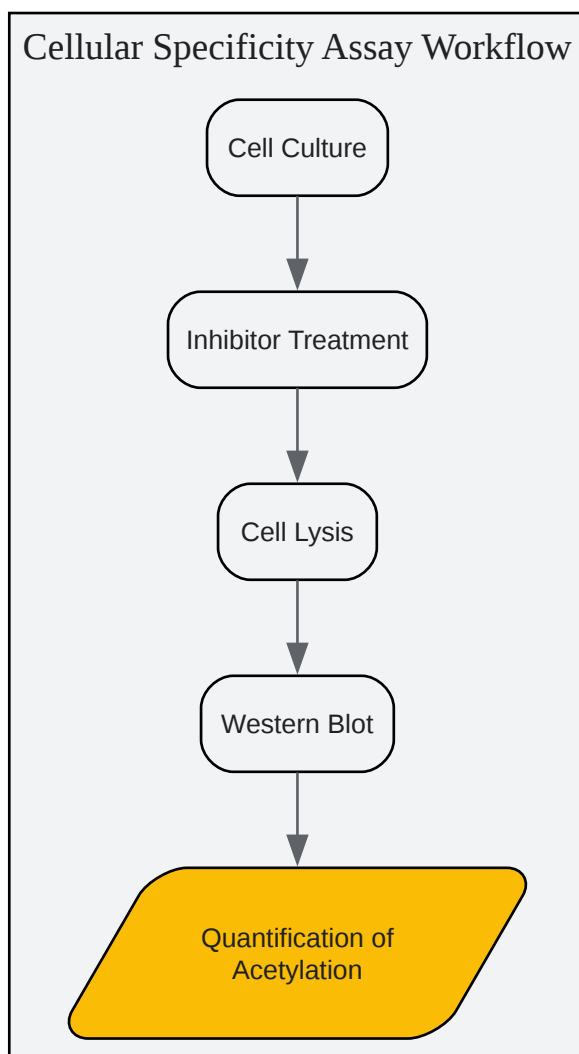 Cellular Specificity Assay Workflow
Cell Culture
Inhibitor Treatment
Cell Lysis
Western Blot
Quantification of
Acetylation